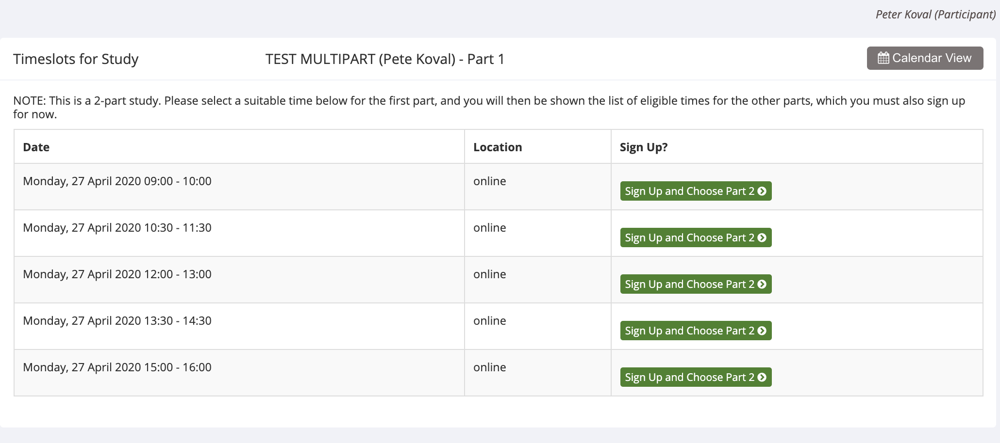 Peter Koval (Participant)
Timeslots for Study TEST MULTIPART (Pete Koval) - Part 1 Calendar View
NOTE: This is a 2-part study. Please select a suitable time below for the first part, and you will then be shown the list of eligible times for the other parts, which you must also sign up
for now.
Date Location Sign Up?
Monday, 27 April 2020 09:00 - 10:00 online Sign Up and Choose Part 2
Monday, 27 April 2020 10:30 - 11:30 online Sign Up and Choose Part 2
Monday, 27 April 2020 12:00 - 13:00 online Sign Up and Choose Part 2
Monday, 27 April 2020 13:30 - 14:30 online Sign Up and Choose Part 2
Monday, 27 April 2020 15:00 - 16:00 online Sign Up and Choose Part 2